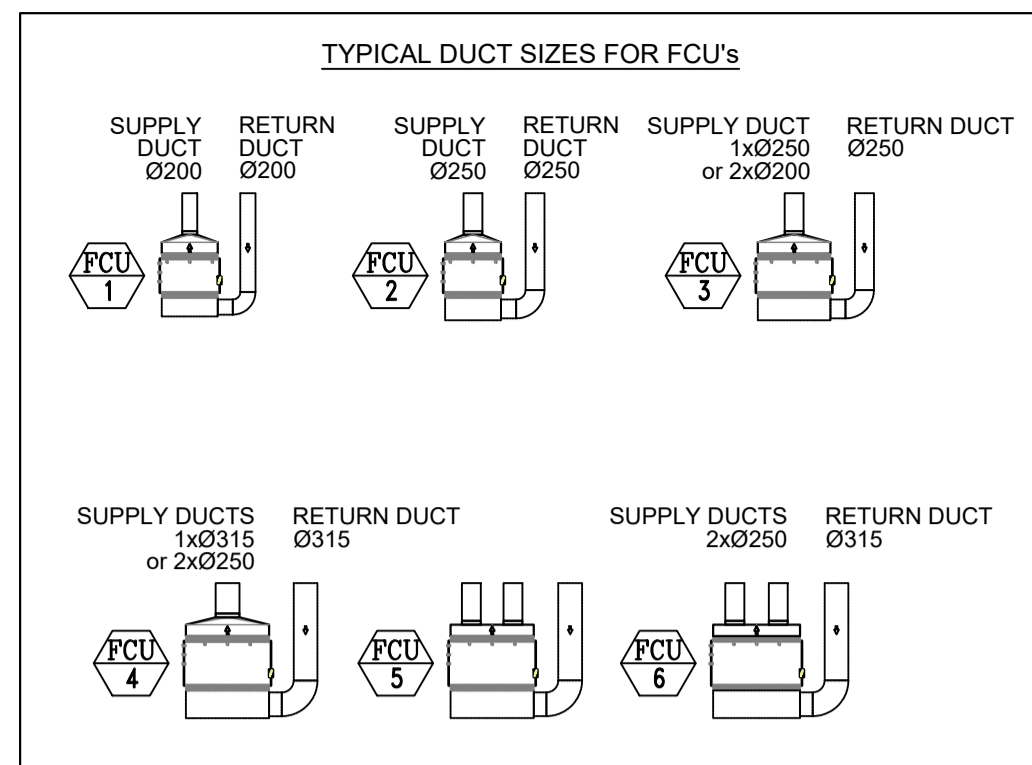 TYPICAL DUCT SIZES FOR FCU's
SUPPLY
DUCT
Ø200
RETURN
DUCT
Ø200
SUPPLY
DUCT
Ø250
RETURN
DUCT
Ø250
SUPPLY DUCT
1xØ250
or 2xØ200
RETURN DUCT
Ø250
FCU
1
FCU
2
FCU
3
SUPPLY DUCTS
1xØ315
or 2xØ250
RETURN DUCT
Ø315
SUPPLY DUCTS
2xØ250
RETURN DUCT
Ø315
FCU
4
FCU
5
FCU
6